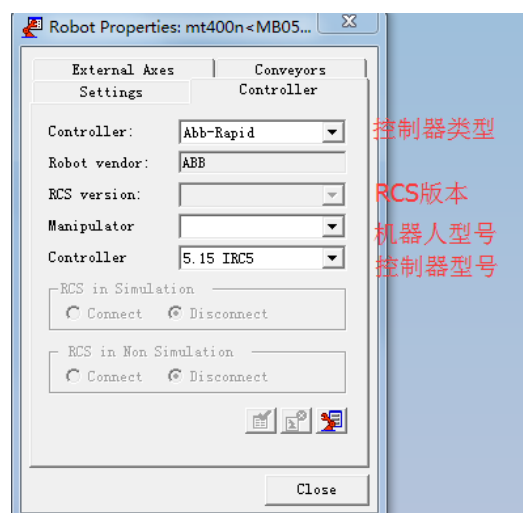 Robot Properties: mt400n<MB05...
External Axes
Conveyors
Settings
Controller
Controller:
Abb-Rapid
控制器类型
Robot vendor:
ABB
RCS version:
RCS版本
Manipulator
机器人型号
Controller
5.15 IRC5
控制器型号
RCS in Simulation
Connect
Disconnect
RCS in Non Simulation
Connect
Disconnect
Close